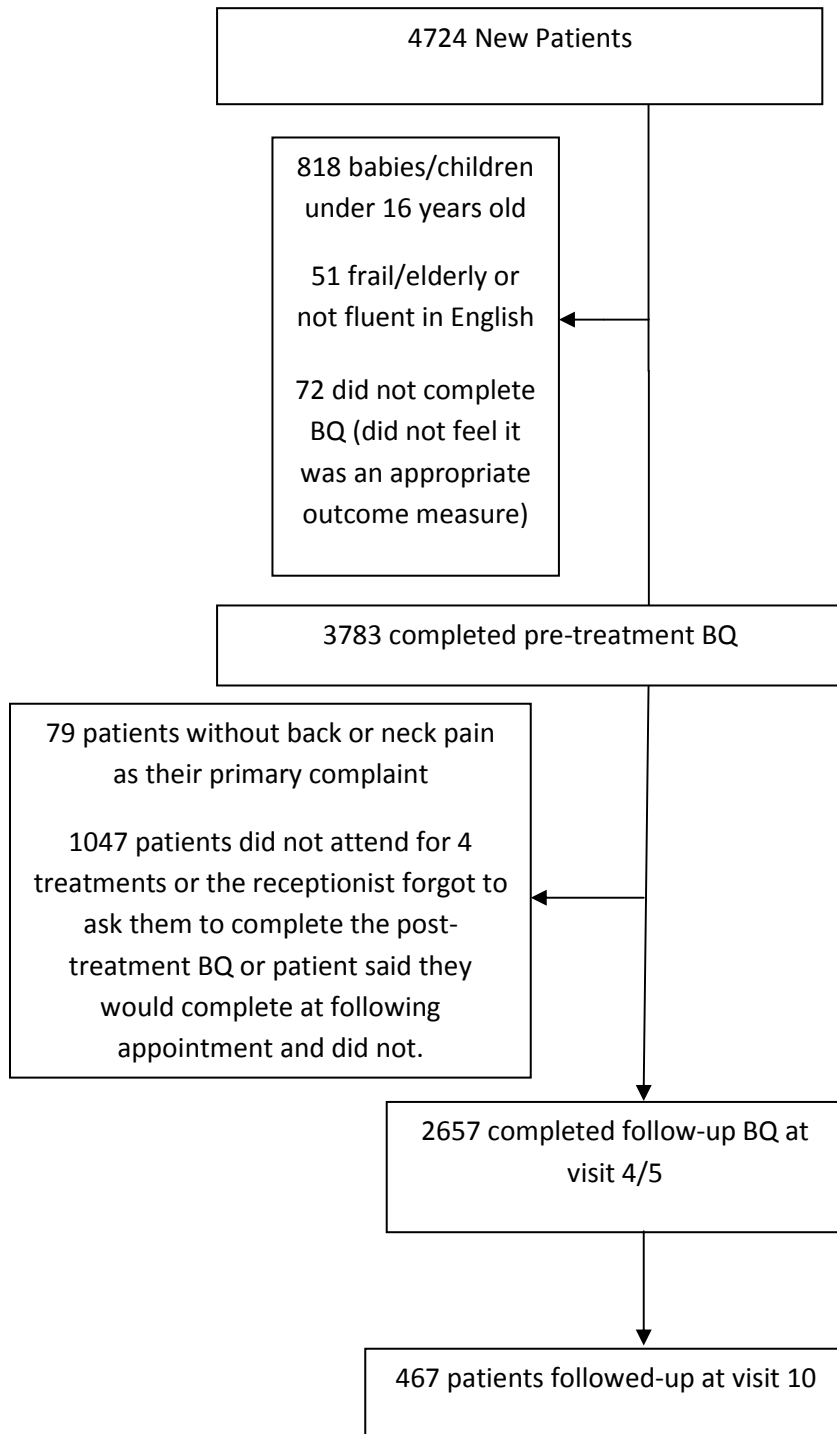 4724 New Patients
818 babies/children
under 16 years old
51 frail/elderly or
not fluent in English
72 did not complete
BQ (did not feel it
was an appropriate
outcome measure)
3783 completed pre-treatment BQ
79 patients without back or neck pain
as their primary complaint
1047 patients did not attend for 4
treatments or the receptionist forgot to
ask them to complete the post-
treatment BQ or patient said they
would complete at following
appointment and did not.
2657 completed follow-up BQ at
visit 4/5
467 patients followed-up at visit 10